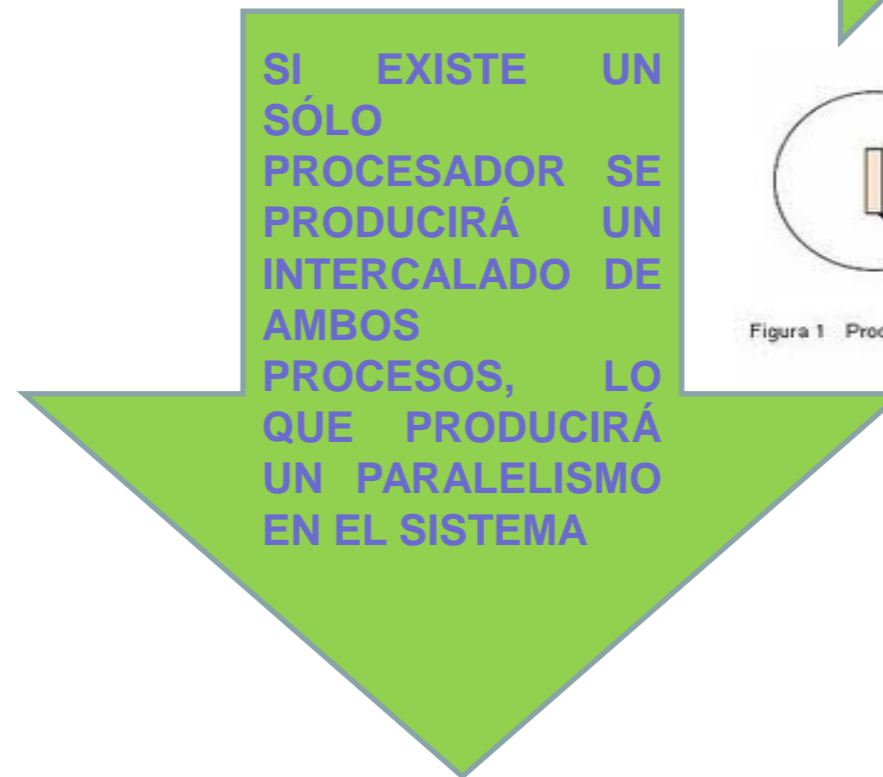 SI EXISTE UN
SÓLO
PROCESADOR SE
PRODUCIRÁ UN
INTERCALADO DE
AMBOS
PROCESOS, LO
QUE PRODUCIRÁ
UN PARALELISMO
EN EL SISTEMA
Figura 1